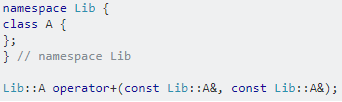 namespace Lib {
class A {
};
} // namespace Lib
Lib::A operator+(const Lib::A&, const Lib::A&);